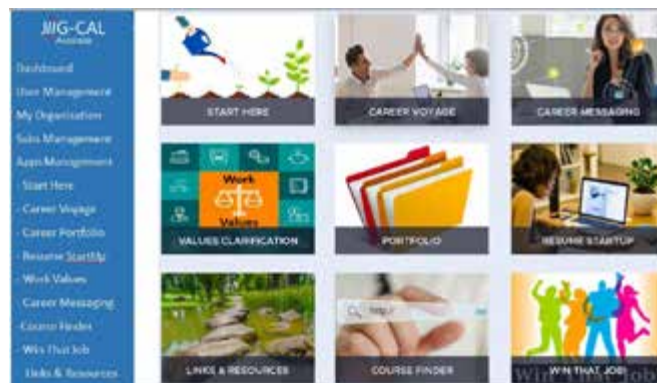 JIIG-CAL
Australia
Dashboard
User Management
My Organisation
Subs Management
Apps Management
- Start Here
- Career Voyage
- Career Portfolio
- Resume StartUp
- Work Values
- Career Messaging
- Course Finder
- Win That Job
Links & Resources
START HERE
CAREER VOYAGE
CAREER MESSAGING
Work
Values
VALUES CLARIFICATION
PORTFOLIO
RESUME STARTUP
LINKS & RESOURCES
http://
COURSE FINDER
Win That Job
WIN THAT JOB!